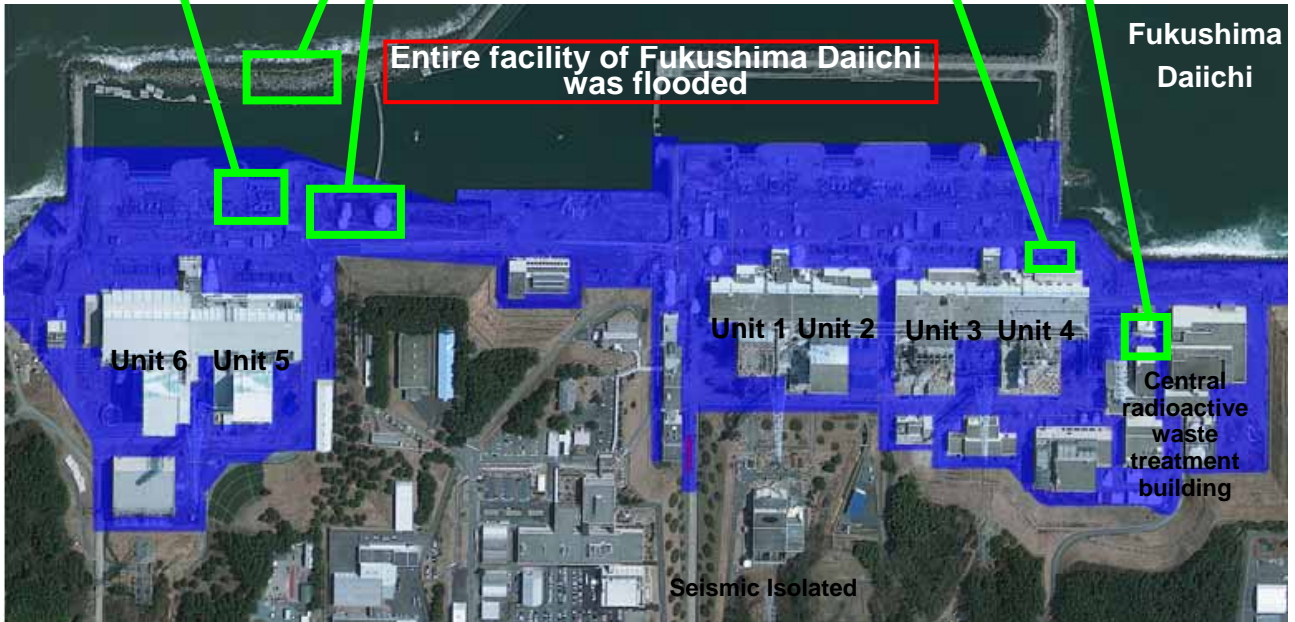 Fukushima
Daiichi
Entire facility of Fukushima Daiichi
was flooded
Unit 6
Unit 5
Unit 1
Unit 2
Unit 3
Unit 4
Central
radioactive
waste
treatment
building
Seismic Isolated